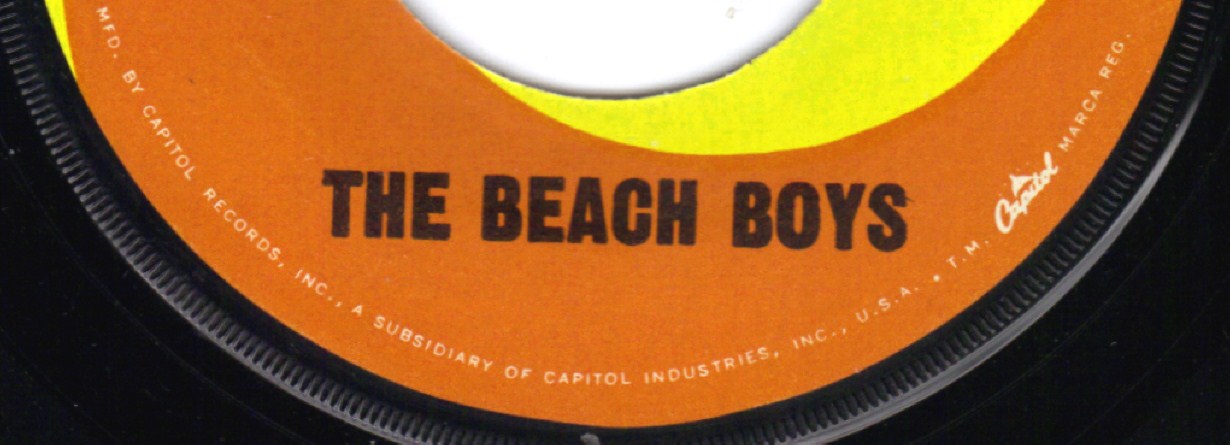 THE BEACH BOYS
MFD. BY CAPITOL RECORDS, INC., A SUBSIDIARY OF CAPITOL INDUSTRIES, INC., U.S.A. • T.M. Capitol MARCA REG.